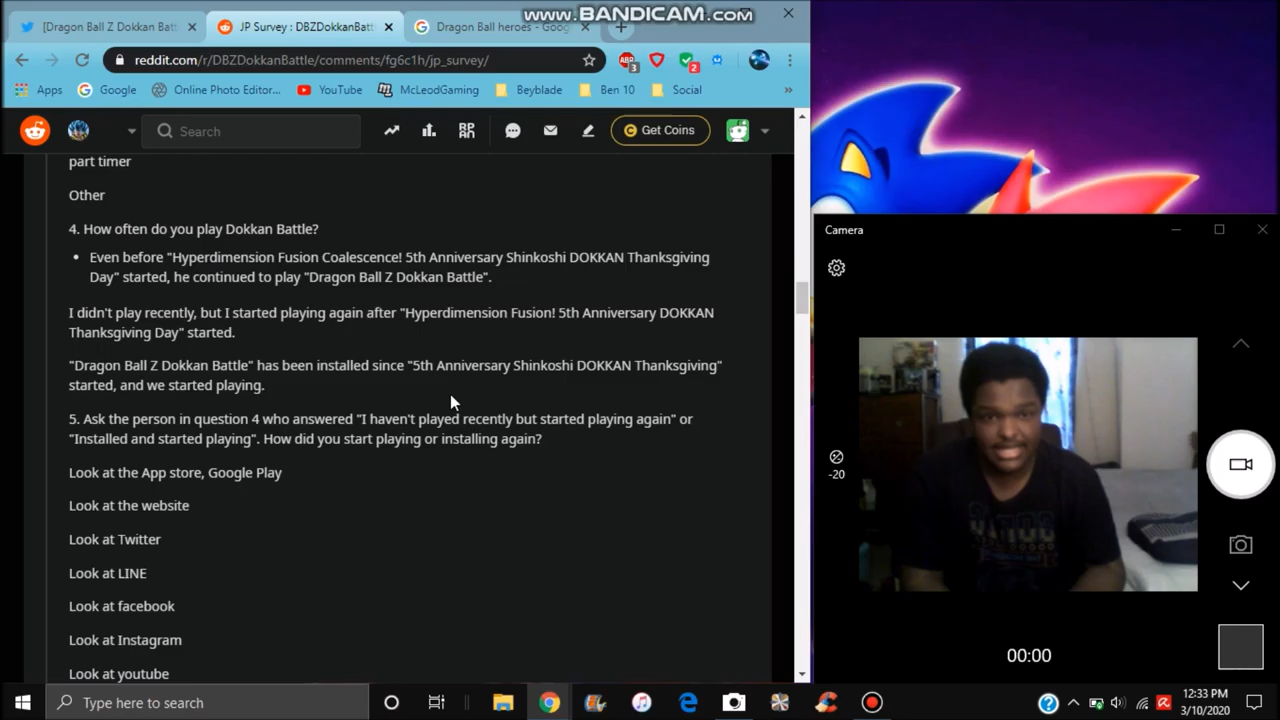 www.BANDICAM.com
[Dragon Ball Z Dokkan Batt
JP Survey : DBZDokkanBatt
Dragon Ball heroes - Goog
reddit.com/r/DBZDokkanBattle/comments/fg6c1h/jp_survey/
3
2
Apps
Google
Online Photo Editor...
YouTube
McLeodGaming
Beyblade
Ben 10
Social
Search
Get Coins
part timer
Other
4. How often do you play Dokkan Battle?
Even before "Hyperdimension Fusion Coalescence! 5th Anniversary Shinkoshi DOKKAN Thanksgiving
Day" started, he continued to play "Dragon Ball Z Dokkan Battle".
I didn't play recently, but I started playing again after "Hyperdimension Fusion! 5th Anniversary DOKKAN
Thanksgiving Day" started.
"Dragon Ball Z Dokkan Battle" has been installed since "5th Anniversary Shinkoshi DOKKAN Thanksgiving"
started, and we started playing.
5. Ask the person in question 4 who answered "I haven't played recently but started playing again" or
"Installed and started playing". How did you start playing or installing again?
Look at the App store, Google Play
Look at the website
Look at Twitter
Look at LINE
Look at facebook
Look at Instagram
Look at youtube
Camera
-20
00:00
Type here to search
12:33 PM
3/10/2020